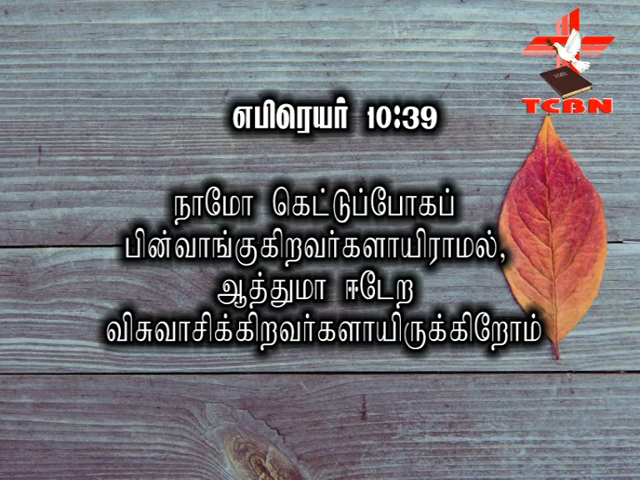 TCBN
எபிரெயர் 10:39
நாமோ கெட்டுப்போகப்
பின்வாங்குகிறவர்களாயிராமல்,
ஆத்துமா ஈடேற
விசுவாசிக்கிறவர்களாயிருக்கிறோம்